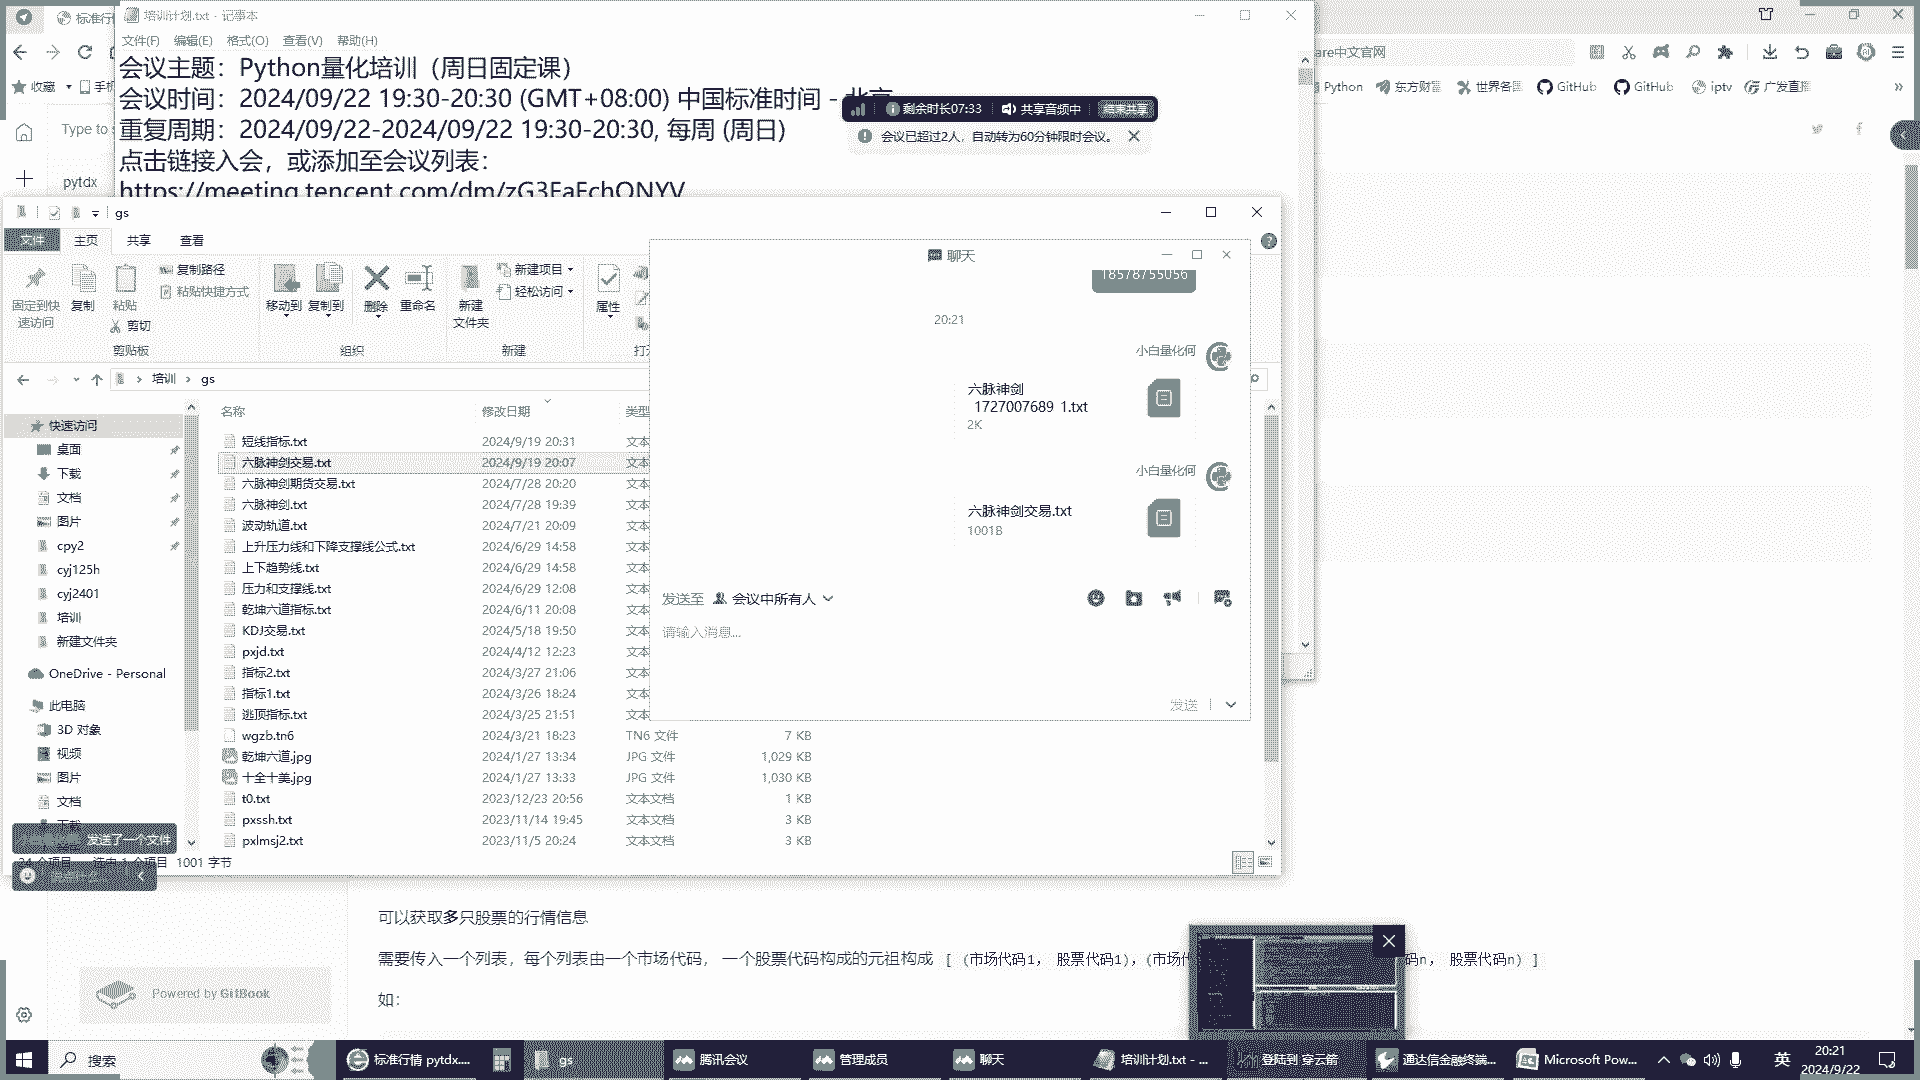 标准行
培训计划.txt - 记事本
文件(F) 编辑(E) 格式(O) 查看(V) 帮助(H)
会议主题：Python量化培训（周日固定课）
会议时间：2024/09/22 19:30-20:30 (GMT+08:00) 中国标准时间 - 北京
重复周期：2024/09/22-2024/09/22 19:30-20:30, 每周 (周日)
点击链接入会，或添加至会议列表：
https://meeting.tencent.com/dm/zG3FaEchONYV
剩余时长07:33 共享音频中 结束共享
会议已超过2人，自动转为60分钟限时会议。
are中文官网
收藏 手机
Python 东方财富 世界各国 GitHub GitHub iptv 广发直播
Type to s
pytdx
gs
文件 主页 共享 查看
固定到快速访问 复制 粘贴 复制路径 粘贴快捷方式 剪切
移动到 复制到 删除 重命名 新建文件夹 新建项目 轻松访问 属性
剪贴板 组织 新建 打开
培训 gs
名称 修改日期 类型
快速访问
桌面
下载
文档
图片
cpy2
cyj125h
cyj2401
培训
新建文件夹
OneDrive - Personal
此电脑
3D 对象
视频
图片
文档
下载
短线指标.txt 2024/9/19 20:31 文本
六脉神剑交易.txt 2024/9/19 20:07 文本
六脉神剑期货交易.txt 2024/7/28 20:20 文本
六脉神剑.txt 2024/7/28 19:39 文本
波动轨道.txt 2024/7/21 20:09 文本
上升压力线和下降支撑线公式.txt 2024/6/29 14:58 文本
上下趋势线.txt 2024/6/29 14:58 文本
压力和支撑线.txt 2024/6/29 12:08 文本
乾坤六道指标.txt 2024/6/11 20:08 文本
KDJ交易.txt 2024/5/18 19:50 文本
pxjd.txt 2024/4/12 12:23 文本
指标2.txt 2024/3/27 21:06 文本
指标1.txt 2024/3/26 18:24 文本
逃顶指标.txt 2024/3/25 21:51 文本
wgzb.tn6 2024/3/21 18:23 TN6 文件 7 KB
乾坤六道.jpg 2024/1/27 13:34 JPG 文件 1,029 KB
十全十美.jpg 2024/1/27 13:33 JPG 文件 1,030 KB
t0.txt 2023/12/23 20:56 文本文档 1 KB
pxssh.txt 2023/11/14 19:45 文本文档 3 KB
pxlmsj2.txt 2023/11/5 20:24 文本文档 3 KB
发送了一个文件
24 个项目 选中 1 个项目 1001 字节
聊天
18578755056
20:21
小白量化何
六脉神剑
_1727007689_1.txt
2K
小白量化何
六脉神剑交易.txt
1001B
发送至 会议中所有人
请输入消息...
发送
可以获取多只股票的行情信息
需要传入一个列表，每个列表由一个市场代码， 一个股票代码构成的元祖构成 [ (市场代码1, 股票代码1), (市场代 码n, 股票代码n) ]
如：
Powered by GitBook
搜索
标准行情 pytdx.... gs 腾讯会议 管理成员 聊天 培训计划.txt - ... 登陆到 穿云箭 通达信金融终端... Microsoft Pow...
英
20:21
2024/9/22